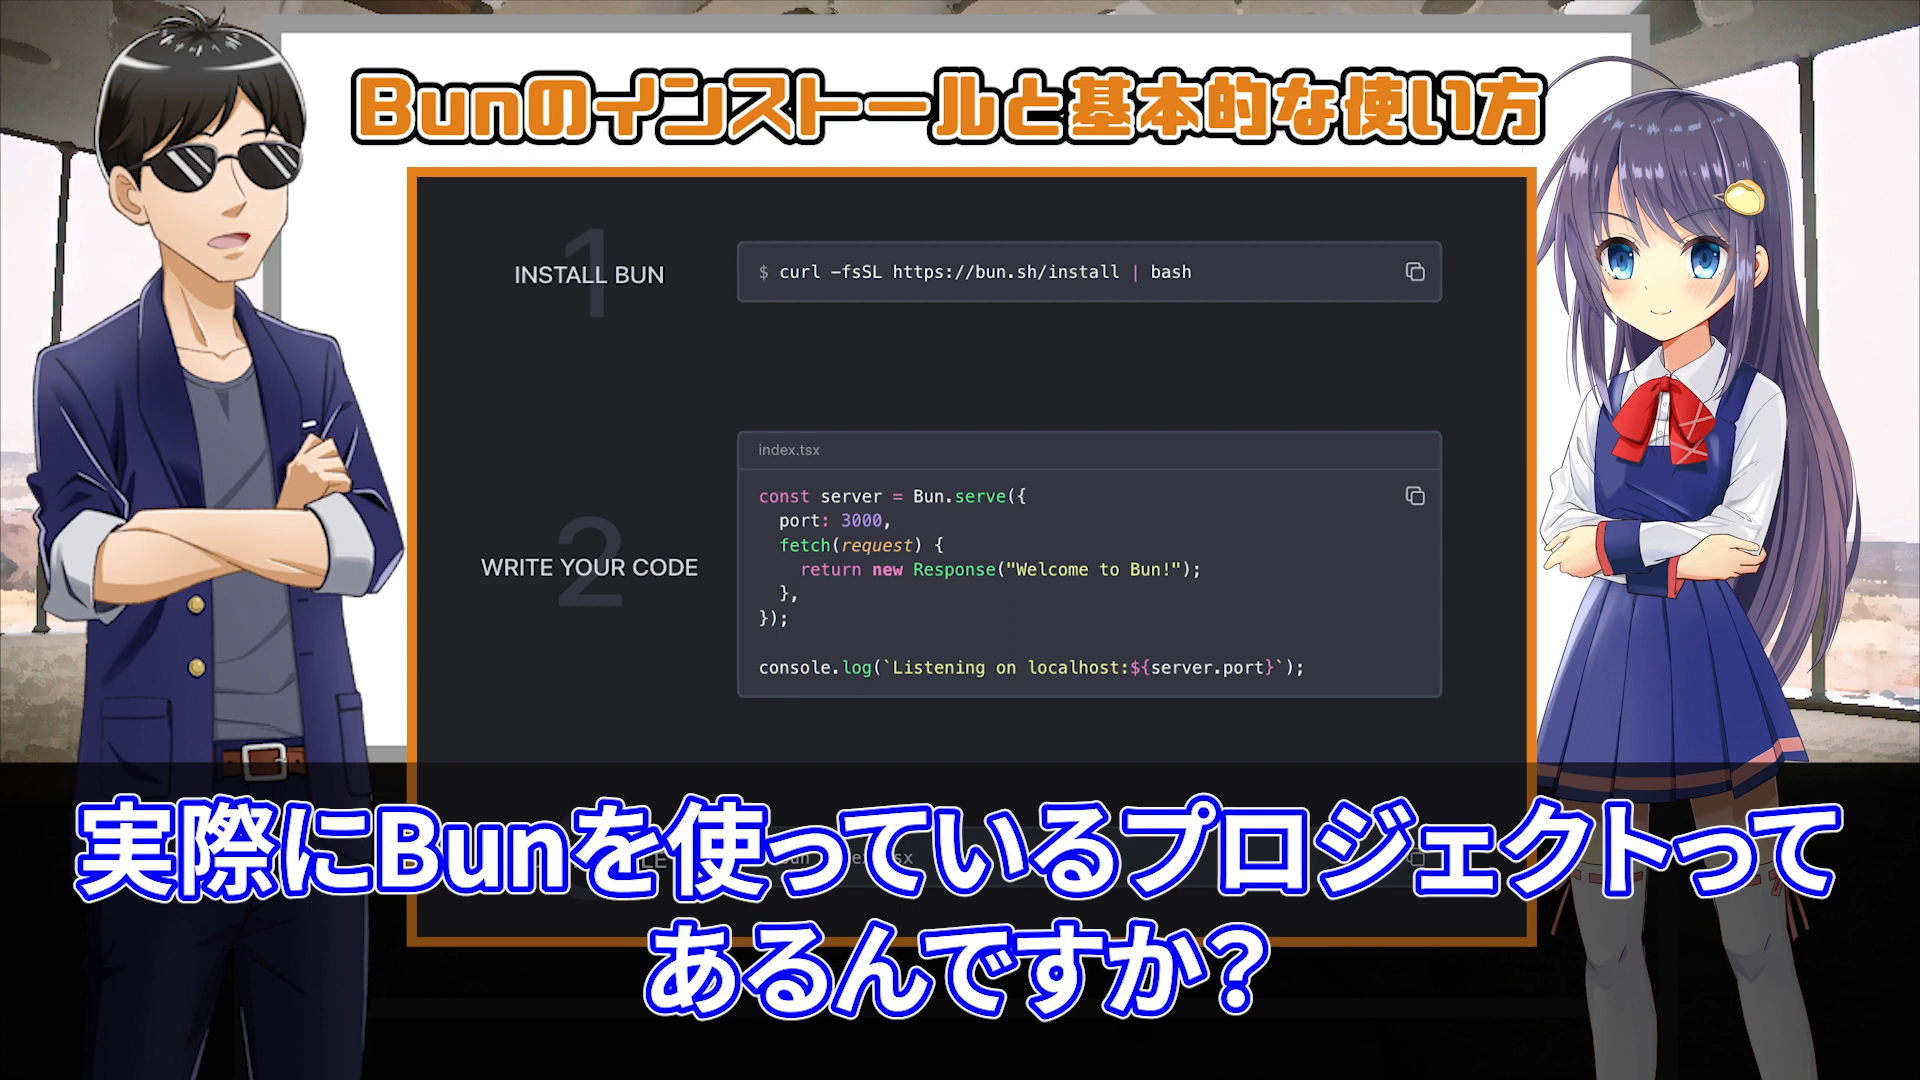 Bunのインストールと基本的な使い方
1
INSTALL BUN
$ curl -fsSL https://bun.sh/install | bash
2
WRITE YOUR CODE
index.tsx
const server = Bun.serve({
  port: 3000,
  fetch(request) {
    return new Response("Welcome to Bun!");
  },
});
console.log(`Listening on localhost:${server.port}`);
実際にBunを使っているプロジェクトって
あるんですか?